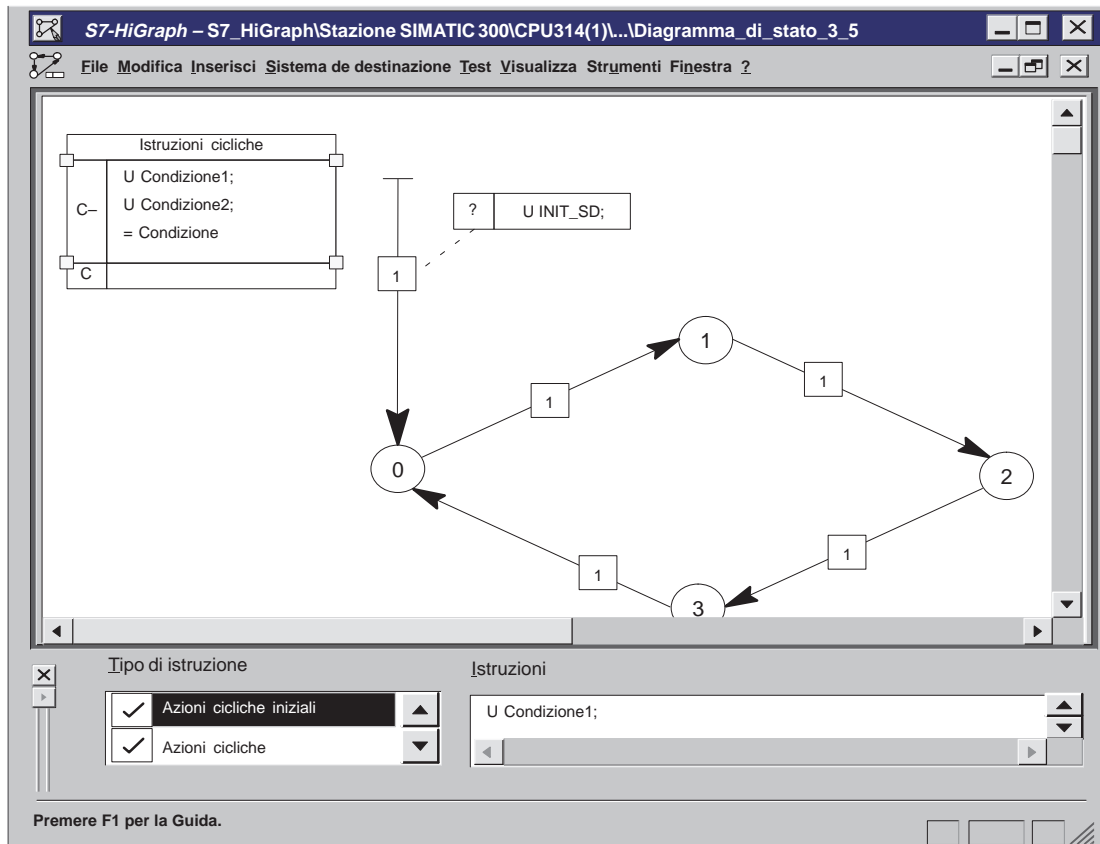 S7-HiGraph – S7_HiGraph\Stazione SIMATIC 300\CPU314(1)\...\Diagramma_di_stato_3_5
File Modifica Inserisci Sistema de destinazione Test Visualizza Strumenti Finestra ?
Istruzioni cicliche
C–
U Condizione1;
U Condizione2;
= Condizione
C
? U INIT_SD;
1
1
1
1
0
2
1
1
3
Tipo di istruzione
Istruzioni
Azioni cicliche iniziali
Azioni cicliche
U Condizione1;
Premere F1 per la Guida.